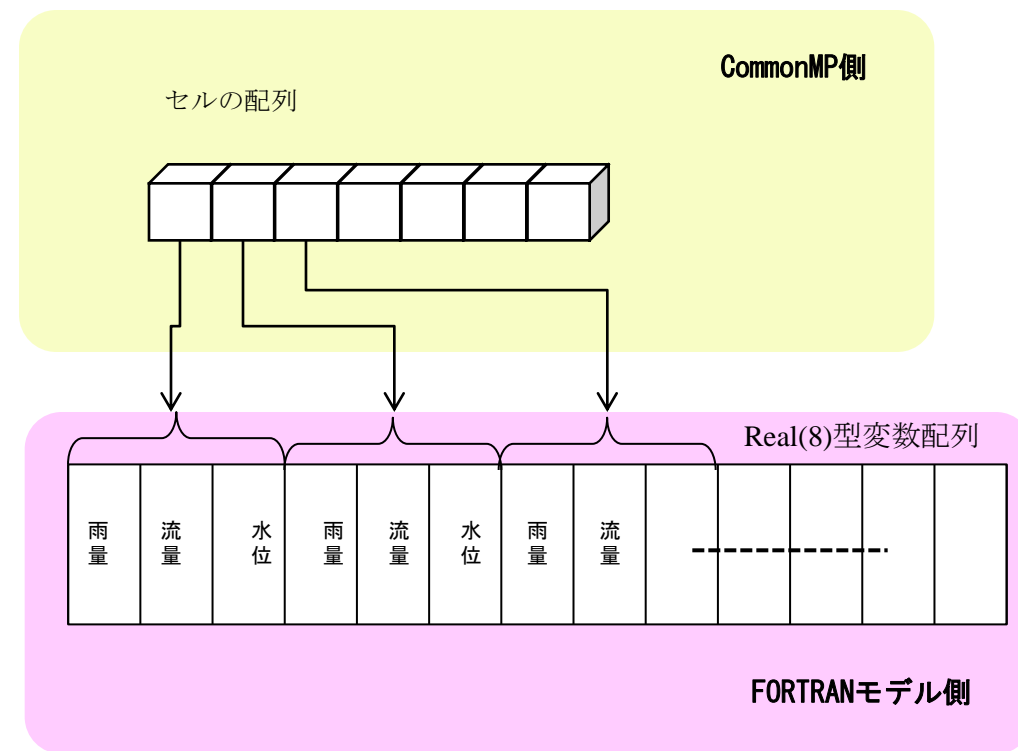 CommonMP側
セルの配列
Real(8)型変数配列
雨量
流量
水位
雨量
流量
水位
雨量
流量
FORTRANモデル側